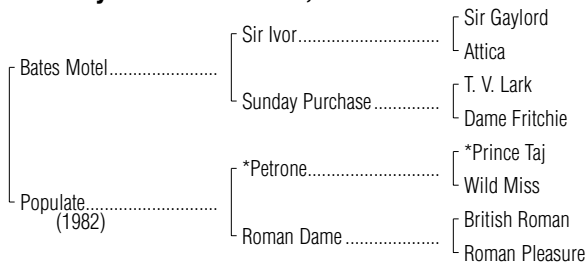 Sir Gaylord
Sir Ivor........................................
Attica
Bates Motel.............................
T. V. Lark
Sunday Purchase...................
Dame Fritchie
*Prince Taj
*Petrone......................................
Wild Miss
Populate....................................
(1982)
British Roman
Roman Dame...........................
Roman Pleasure